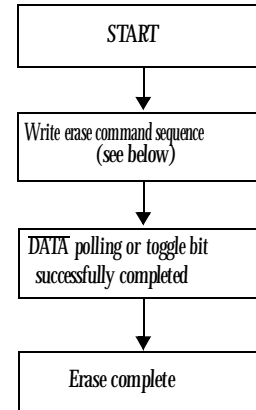 START
Write erase command sequence
(see below)
DATA polling or toggle bit
successfully completed
Erase complete